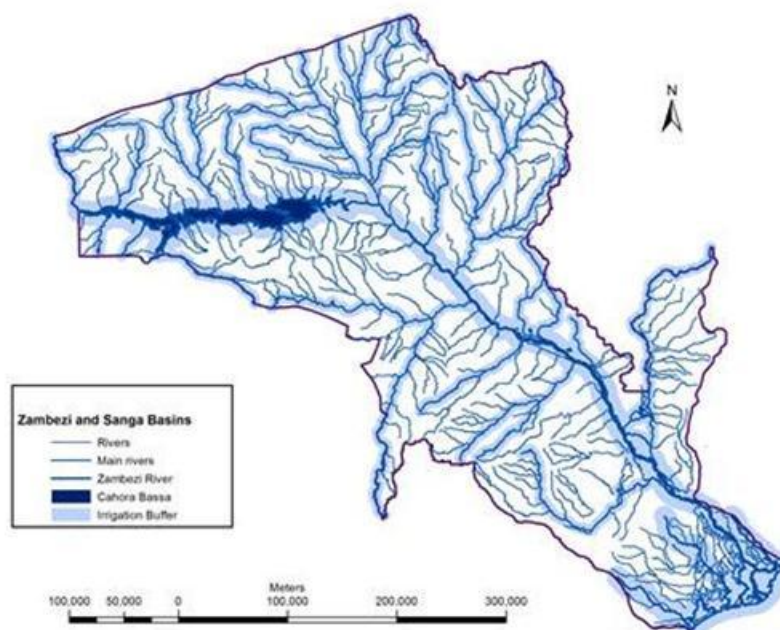 N
Zambezi and Sanga Basins
Rivers
Main rivers
Zambezi River
Cahora Bassa
Irrigation Buffer
Meters
100,000 50,000 0 100,000 200,000 300,000